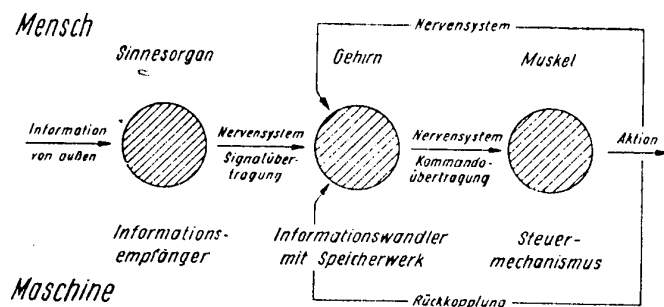 Mensch
Nervensystem
Sinnesorgan
Gehirn
Muskel
Information
von außen
Nervensystem
Signalüber-
tragung
Nervensystem
Kommando-
übertragung
Aktion
Informations-
empfänger
Informationswandler
mit Speicherwerk
Steuer-
mechanismus
Maschine
Rückkopplung